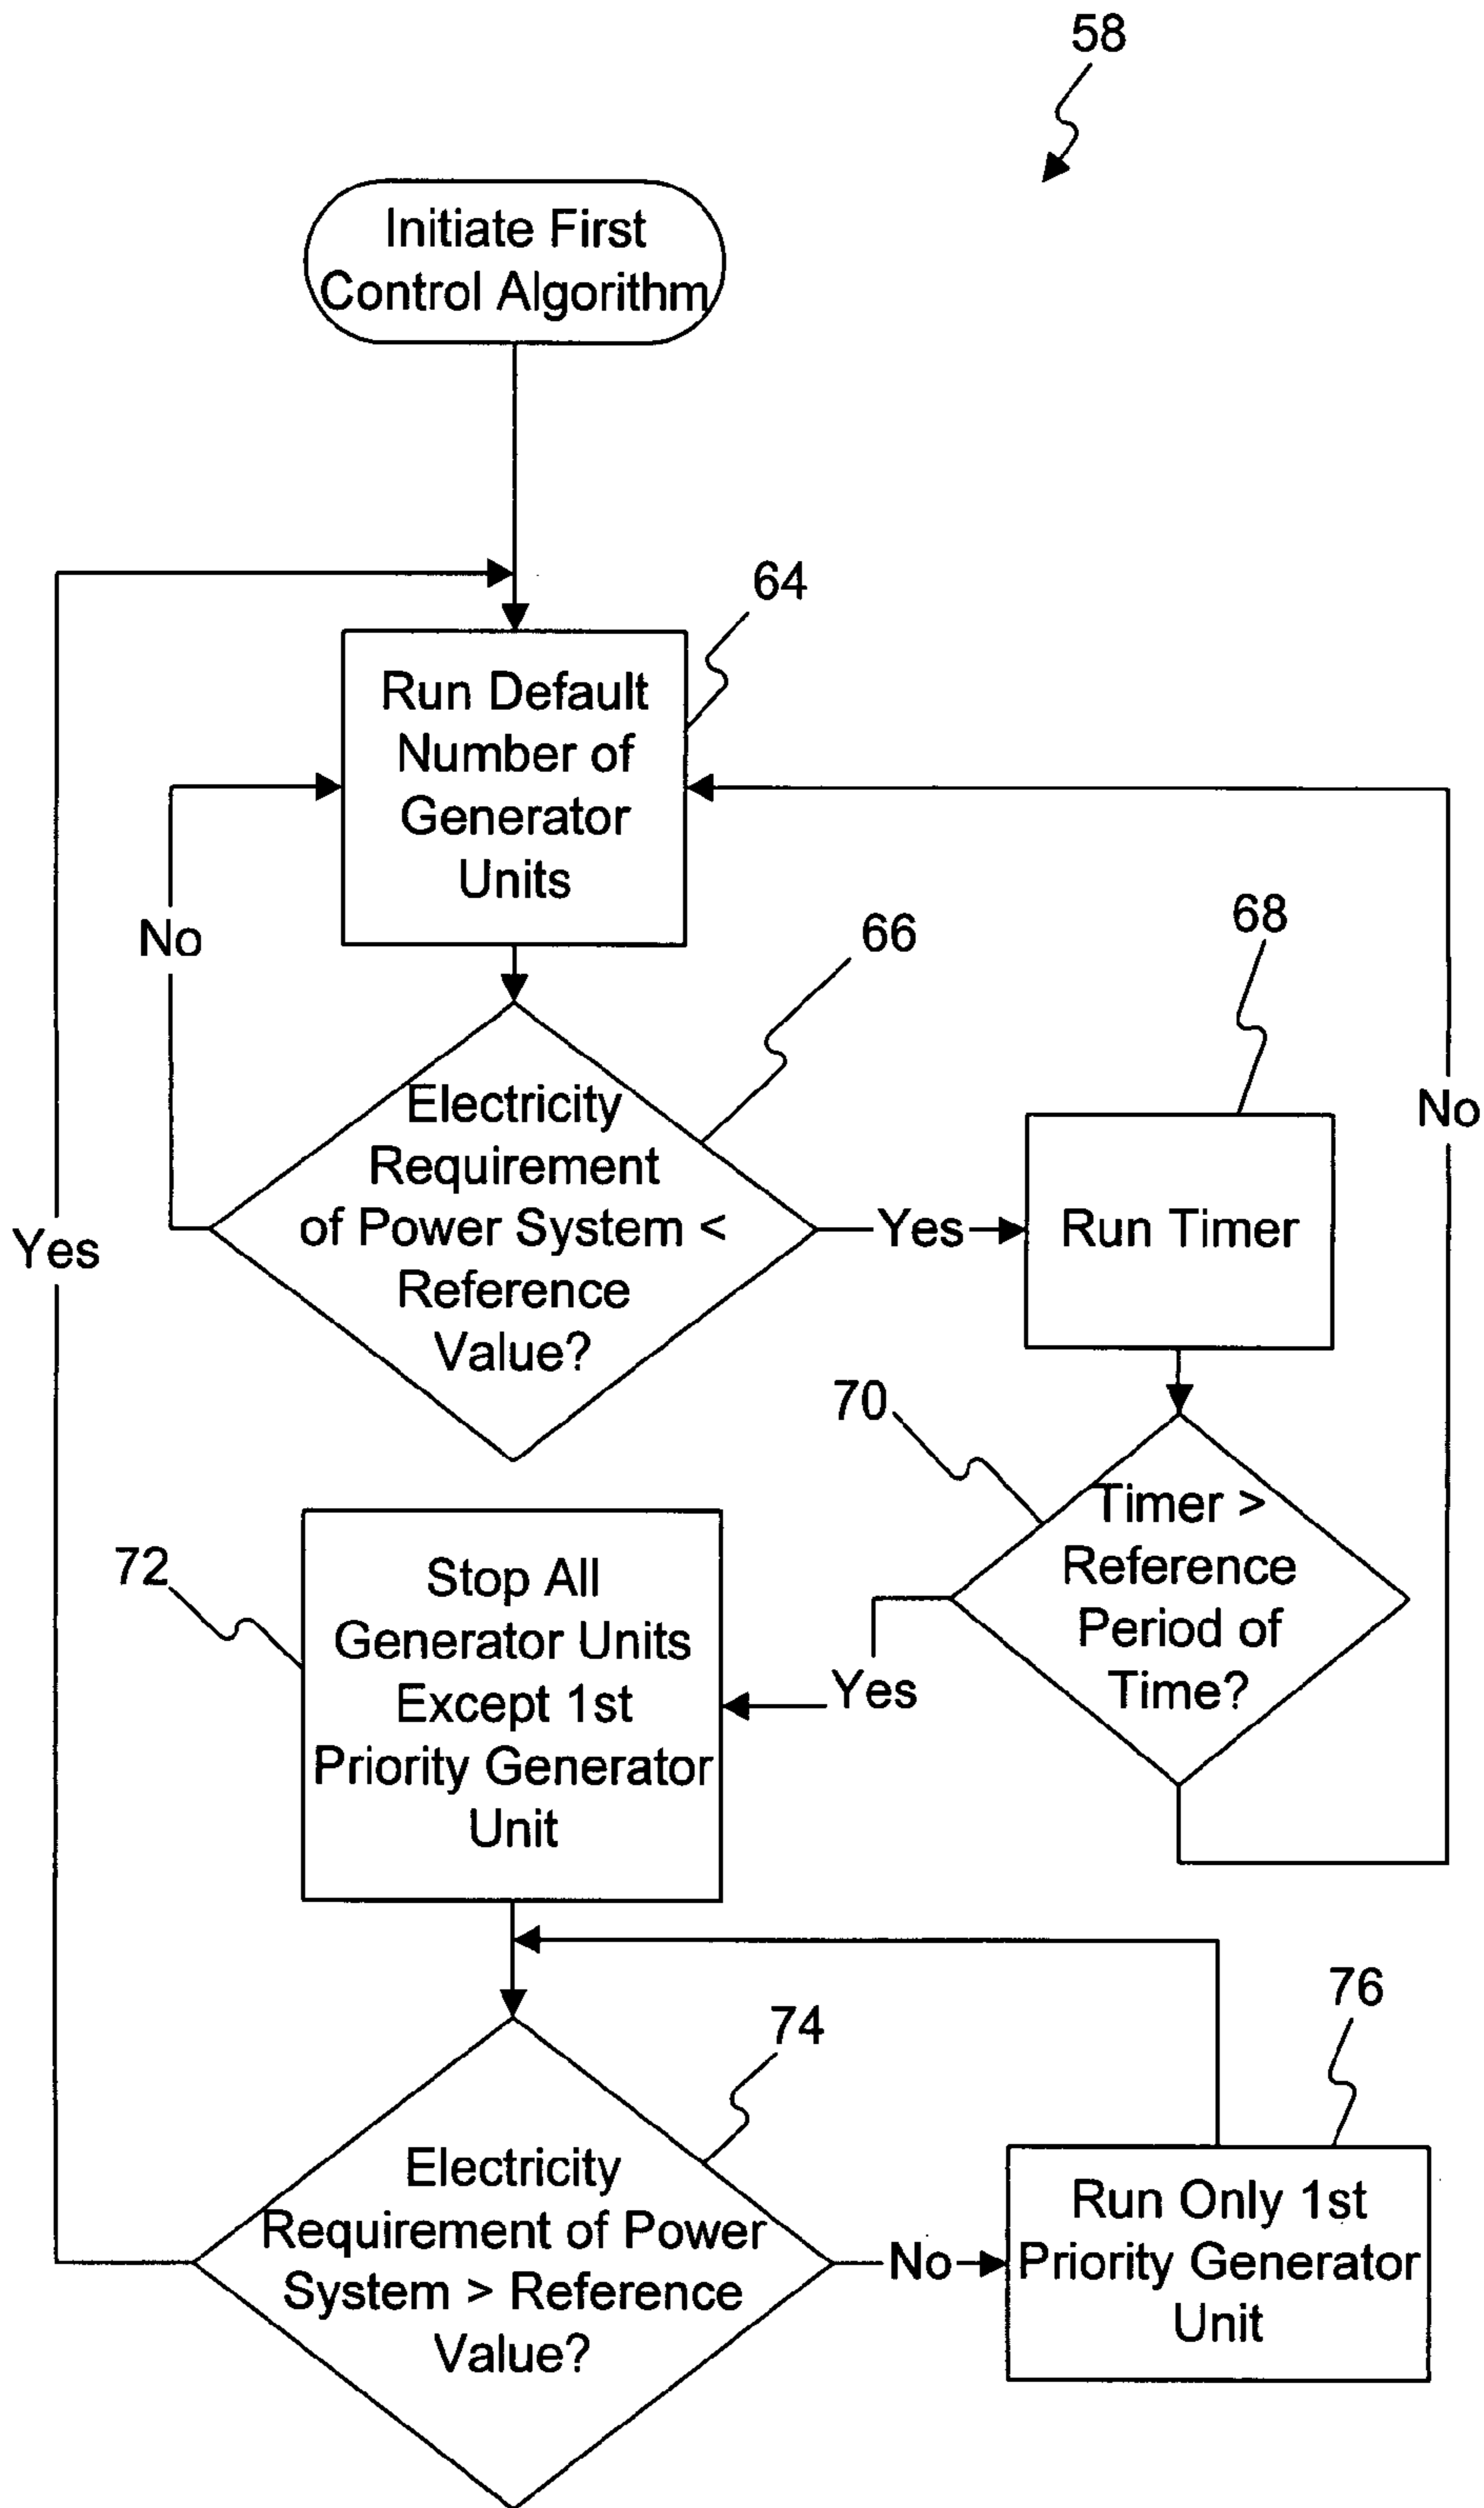 58
Initiate First
Control Algorithm
64
Run Default
Number of
Generator
Units
No
66
68
Electricity
Requirement
of Power System <
Reference
Value?
Yes
Yes
Run Timer
No
70
Timer >
Reference
Period of
Time?
Yes
72
Stop All
Generator Units
Except 1st
Priority Generator
Unit
74
76
Electricity
Requirement of Power
System > Reference
Value?
No
Run Only 1st
Priority Generator
Unit